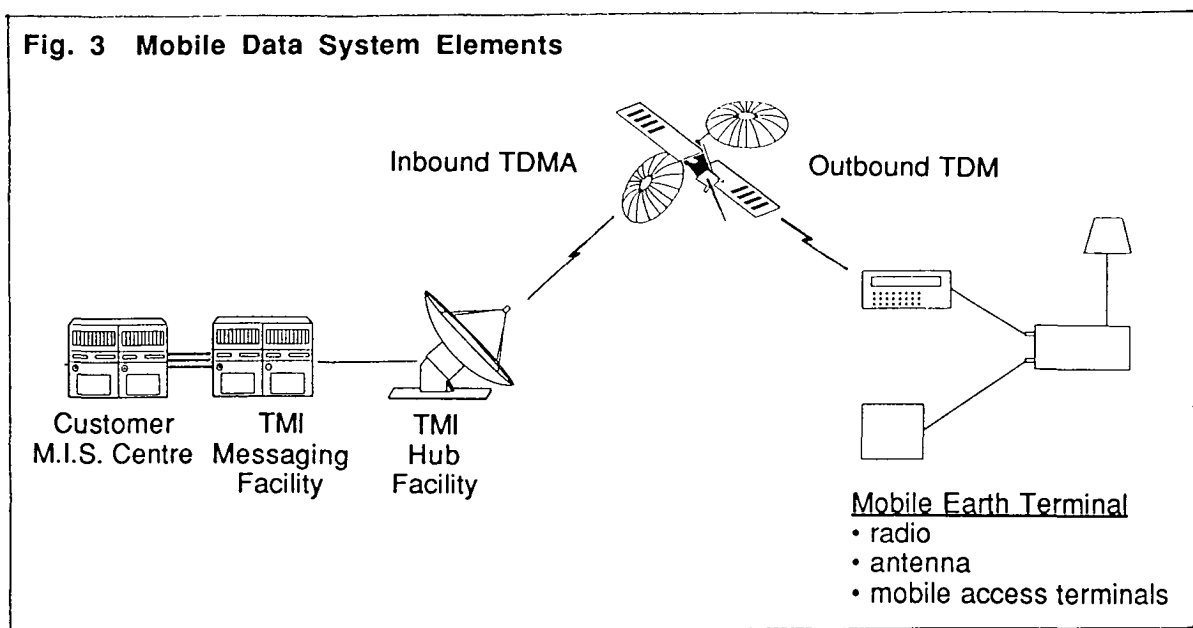 Fig. 3 Mobile Data System Elements
Inbound TDMA
Outbound TDM
Customer
M.I.S. Centre
TMI
Messaging
Facility
TMI
Hub
Facility
Mobile Earth Terminal
• radio
• antenna
• mobile access terminals